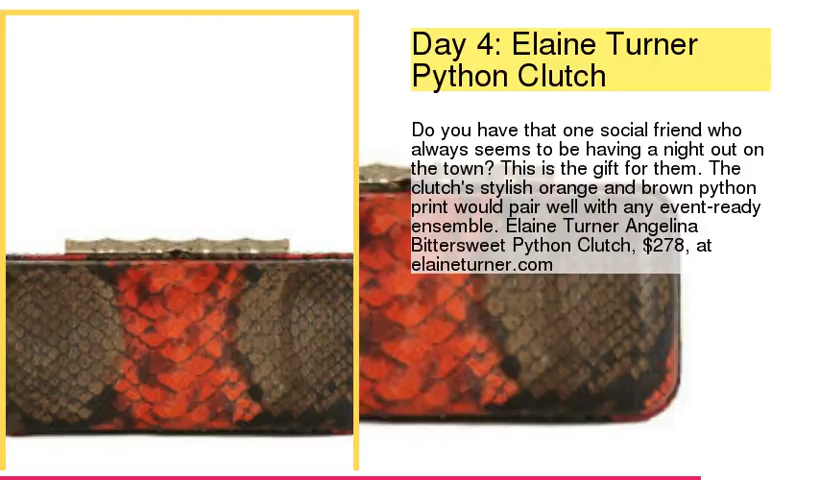 Day 4: Elaine Turner
Python Clutch
Do you have that one social friend who
always seems to be having a night out on
the town? This is the gift for them. The
clutch's stylish orange and brown python
print would pair well with any event-ready
ensemble. Elaine Turner Angelina
Bittersweet Python Clutch, $278, at
elaineturner.com